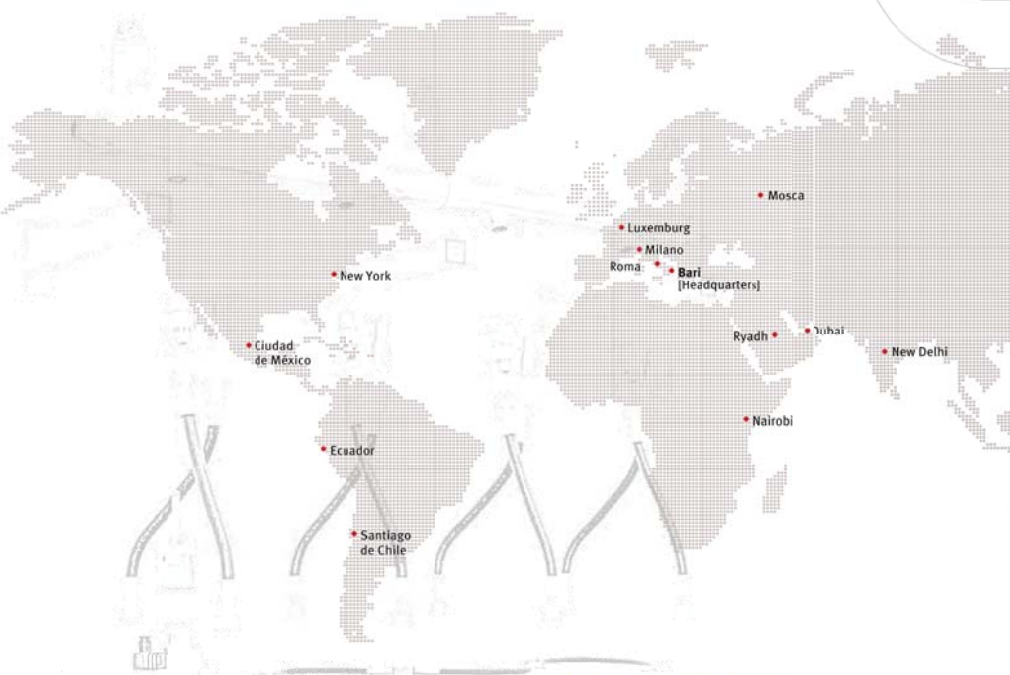 Mosca
Luxemburg
Milano
Roma
Bari
[Headquarters]
New York
Ryadh
Dubai
Ciudad
de México
New Delhi
Nairobi
Ecuador
Santiago
de Chile